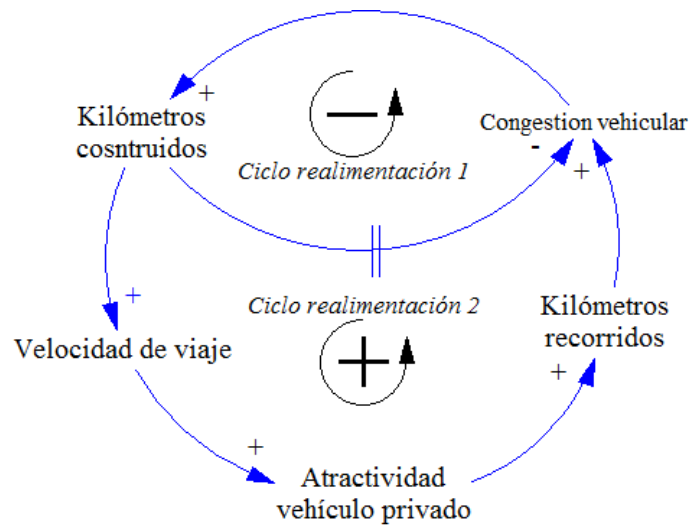 +
Kilómetros
cosntruidos
−
Congestion vehicular
-
+
Ciclo realimentación 1
+
Ciclo realimentación 2
Kilómetros
recorridos
Velocidad de viaje
+
+
+
Atractividad
vehículo privado